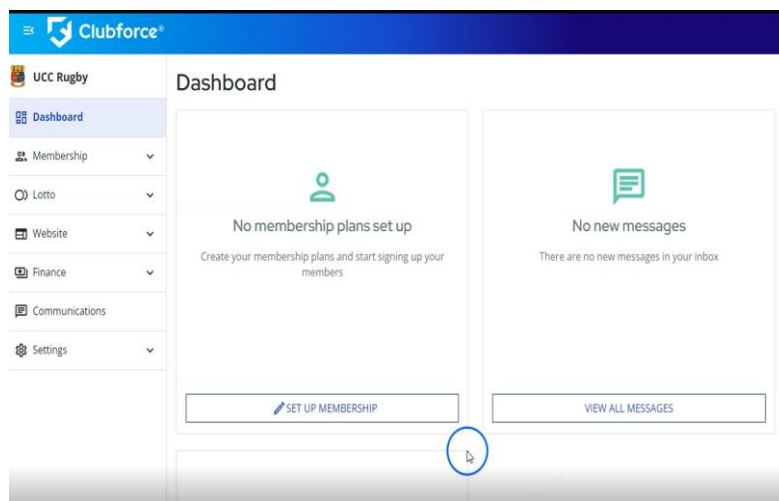 Clubforce®
UCC Rugby
Dashboard
Membership
Lotto
Website
Finance
Communications
Settings
Dashboard
No membership plans set up
Create your membership plans and start signing up your
members
SET UP MEMBERSHIP
No new messages
There are no new messages in your inbox
VIEW ALL MESSAGES